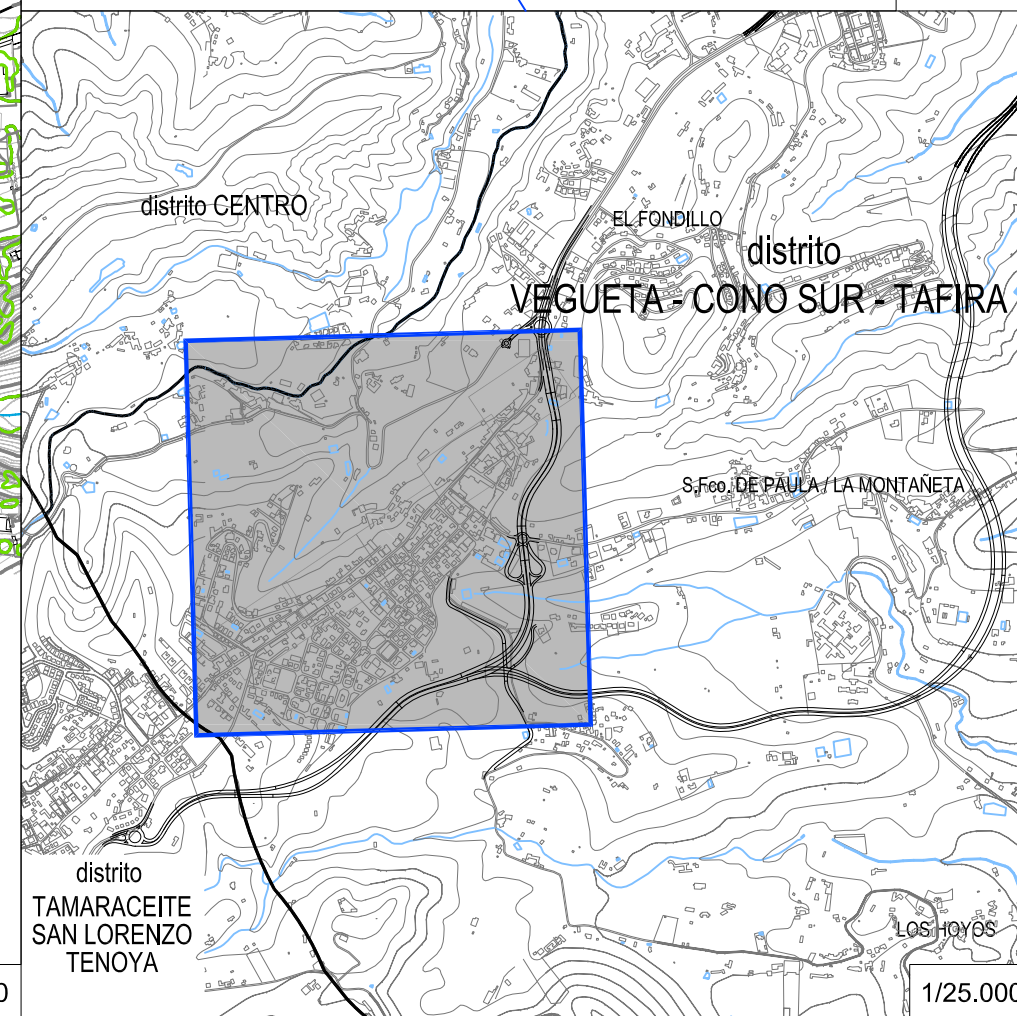 distrito CENTRO
EL FONDILLO
distrito
VEGUETA - CONO SUR - TAFIRA
S.Fco. DE PAULA / LA MONTAÑETA
distrito
TAMARACEITE
SAN LORENZO
TENOYA
LOS HOYOS
0
1/25.000